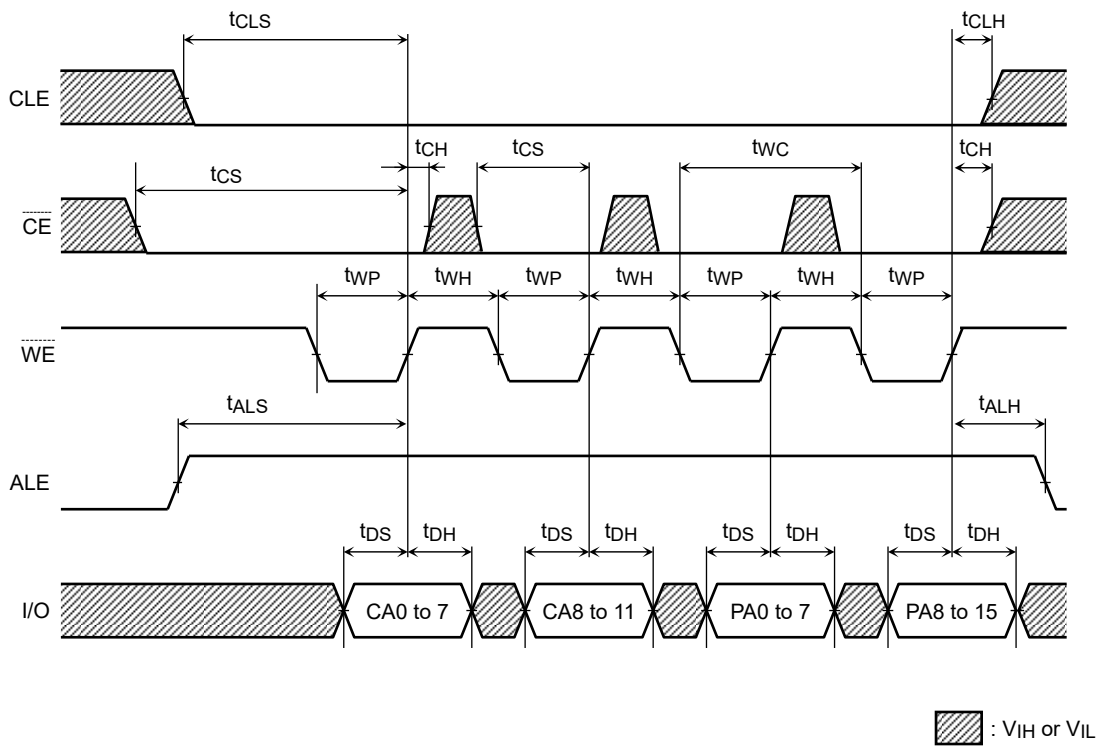 tCLS
tCLH
CLE
tCH
tCS
tWC
tCH
tCS
CE
tWP
tWH
tWP
tWH
tWP
tWH
tWP
WE
tALS
tALH
ALE
tDS
tDH
tDS
tDH
tDS
tDH
tDS
tDH
I/O
CA0 to 7
CA8 to 11
PA0 to 7
PA8 to 15
: VIH or VIL